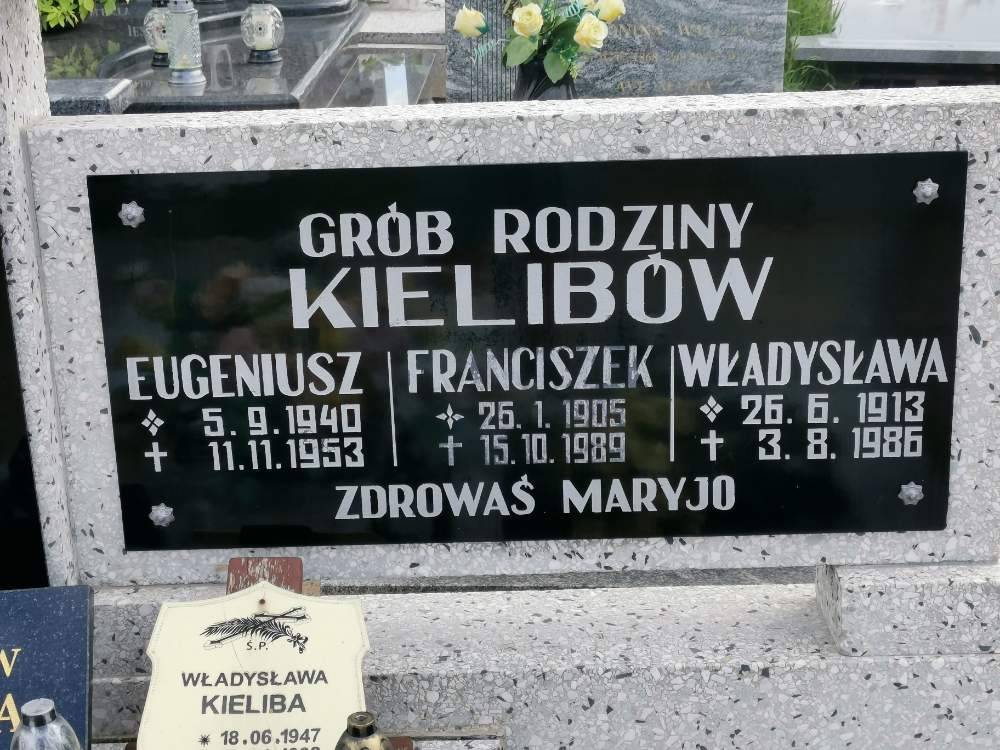 GRÓB RODZINY
KIELIBÓW
EUGENIUSZ
5. 9. 1940
11. 11. 1953
FRANCISZEK
26. 1. 1905
15. 10. 1989
WŁADYSŁAWA
26. 6. 1913
3. 8. 1986
ZDROWAŚ MARYJO
Ś.P.
WŁADYSŁAWA
KIELIBA
18.06.1947